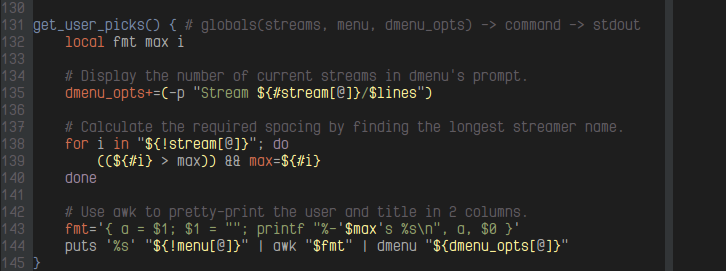 130
131 get_user_picks() { # globals(streams, menu, dmenu_opts) -> command -> stdout
132     local fmt max i
133
134     # Display the number of current streams in dmenu's prompt.
135     dmenu_opts+=(-p "Stream ${#stream[@]}/$lines")
136
137     # Calculate the required spacing by finding the longest streamer name.
138     for i in "${!stream[@]}"; do
139         ((${#i} > max)) && max=${#i}
140     done
141
142     # Use awk to pretty-print the user and title in 2 columns.
143     fmt='{ a = $1; $1 = ""; printf "%-'$max's %s\n", a, $0 }'
144     puts '%s' "${!menu[@]}" | awk "$fmt" | dmenu "${dmenu_opts[@]}"
145 }